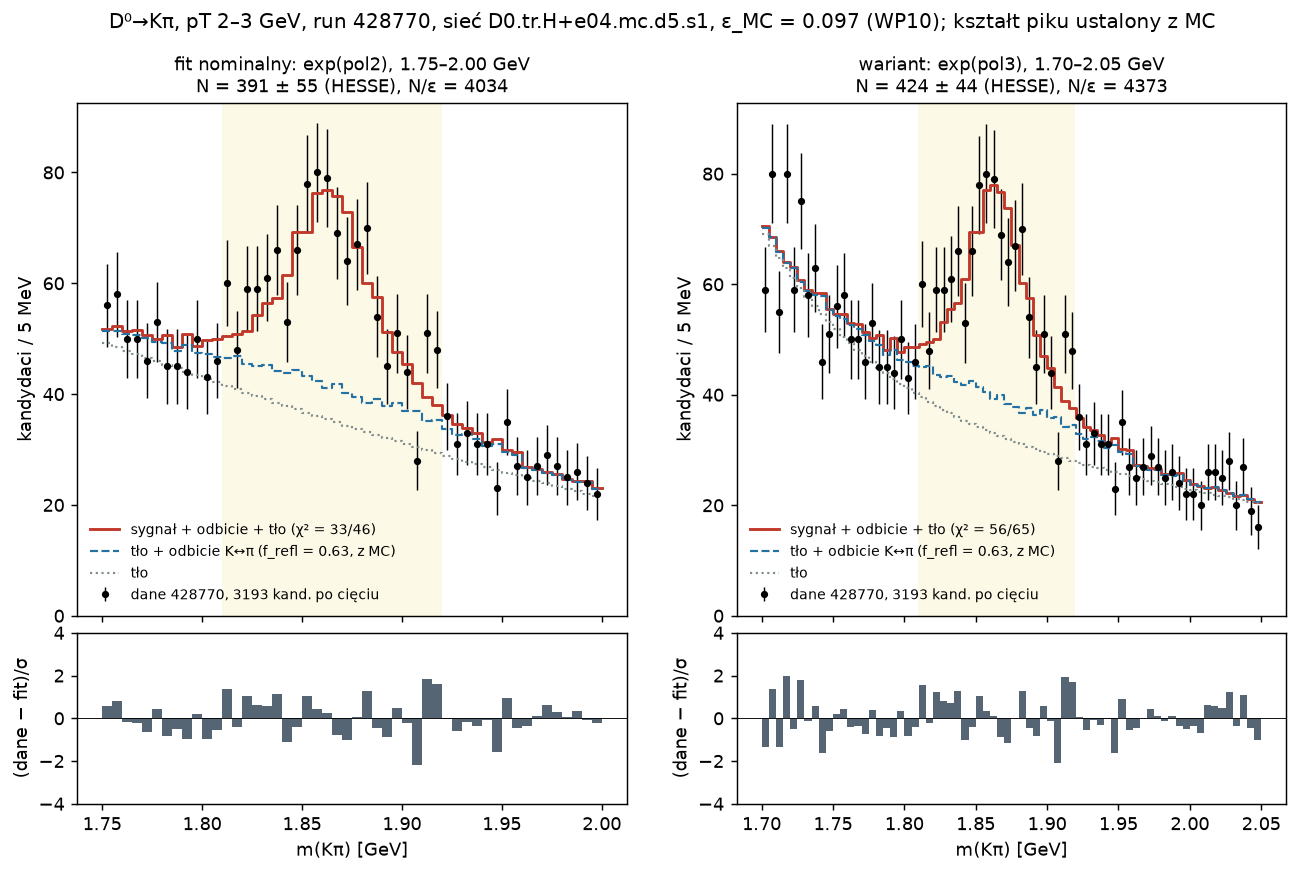 D⁰→Kπ, pT 2–3 GeV, run 428770, sieć D0.tr.H+e04.mc.d5.s1, ε_MC = 0.097 (WP10); kształt piku ustalony z MC
fit nominalny: exp(pol2), 1.75–2.00 GeV
N = 391 ± 55 (HESSE), N/ε = 4034
kandydaci / 5 MeV
80
60
40
20
0
sygnał + odbicie + tło (χ² = 33/46)
tło + odbicie K↔π (f_refl = 0.63, z MC)
tło
dane 428770, 3193 kand. po cięciu
(dane − fit)/σ
4
2
0
−2
−4
1.75 1.80 1.85 1.90 1.95 2.00
m(Kπ) [GeV]
wariant: exp(pol3), 1.70–2.05 GeV
N = 424 ± 44 (HESSE), N/ε = 4373
kandydaci / 5 MeV
80
60
40
20
0
sygnał + odbicie + tło (χ² = 56/65)
tło + odbicie K↔π (f_refl = 0.63, z MC)
tło
dane 428770, 3193 kand. po cięciu
(dane − fit)/σ
4
2
0
−2
−4
1.70 1.75 1.80 1.85 1.90 1.95 2.00 2.05
m(Kπ) [GeV]